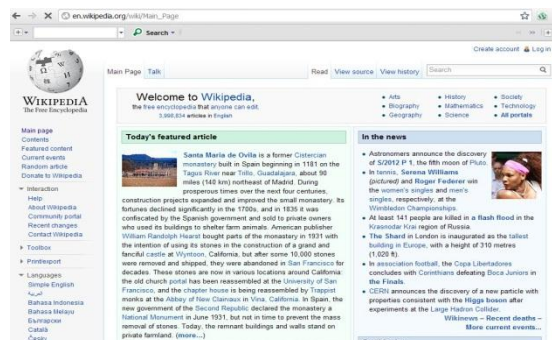 en.wikipedia.org/wiki/Main_Page
Search
Create account Log in
Main Page Talk
Read View source View history
Search
WIKIPEDIA
The Free Encyclopedia
Main page
Contents
Featured content
Current events
Random article
Donate to Wikipedia
Interaction
Help
About Wikipedia
Community portal
Recent changes
Contact Wikipedia
Toolbox
Print/export
Languages
Simple English
العربية
Bahasa Indonesia
Bahasa Melayu
Български
Català
Česky
Welcome to Wikipedia,
the free encyclopedia that anyone can edit.
3,998,834 articles in English
Arts
Biography
Geography
History
Mathematics
Science
Society
Technology
All portals
Today's featured article
Santa María de Óvila is a former Cistercian
monastery built in Spain beginning in 1181 on the
Tagus River near Trillo, Guadalajara, about 90
miles (140 km) northeast of Madrid. During
prosperous times over the next four centuries,
construction projects expanded and improved the small monastery. Its
fortunes declined significantly in the 1700s, and in 1835 it was
confiscated by the Spanish government and sold to private owners
who used its buildings to shelter farm animals. American publisher
William Randolph Hearst bought parts of the monastery in 1931 with
the intention of using its stones in the construction of a grand and
fanciful castle at Wyntoon, California, but after some 10,000 stones
were removed and shipped, they were abandoned in San Francisco for
decades. These stones are now in various locations around California:
the old church portal has been reassembled at the University of San
Francisco, and the chapter house is being reassembled by Trappist
monks at the Abbey of New Clairvaux in Vina, California. In Spain, the
new government of the Second Republic declared the monastery a
National Monument in June 1931, but not in time to prevent the mass
removal of stones. Today, the remnant buildings and walls stand on
private farmland. (more...)
In the news
Astronomers announce the discovery
of S/2012 P 1, the fifth moon of Pluto.
In tennis, Serena Williams
(pictured) and Roger Federer win
the women's singles and men's
singles, respectively, at the
Wimbledon Championships.
At least 141 people are killed in a flash flood in the
Krasnodar Krai region of Russia.
The Shard in London is inaugurated as the tallest
building in Europe, with a height of 310 metres
(1,020 ft).
In association football, the Copa Libertadores
concludes with Corinthians defeating Boca Juniors in
the Finals.
CERN announces the discovery of a new particle with
properties consistent with the Higgs boson after
experiments at the Large Hadron Collider.
Wikinews – Recent deaths –
More current events...